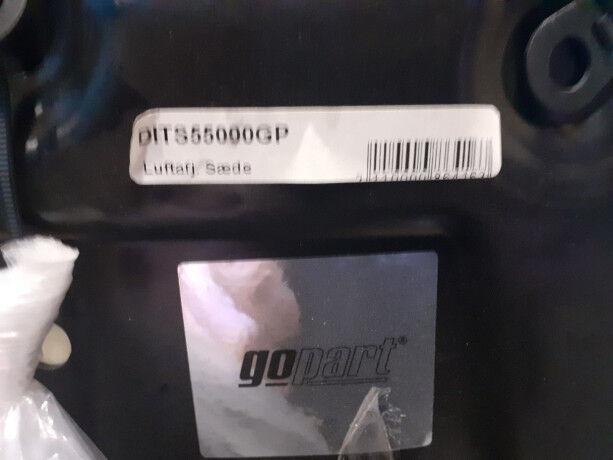 DITS55000GP
Luftafj. Sæde
gopart®